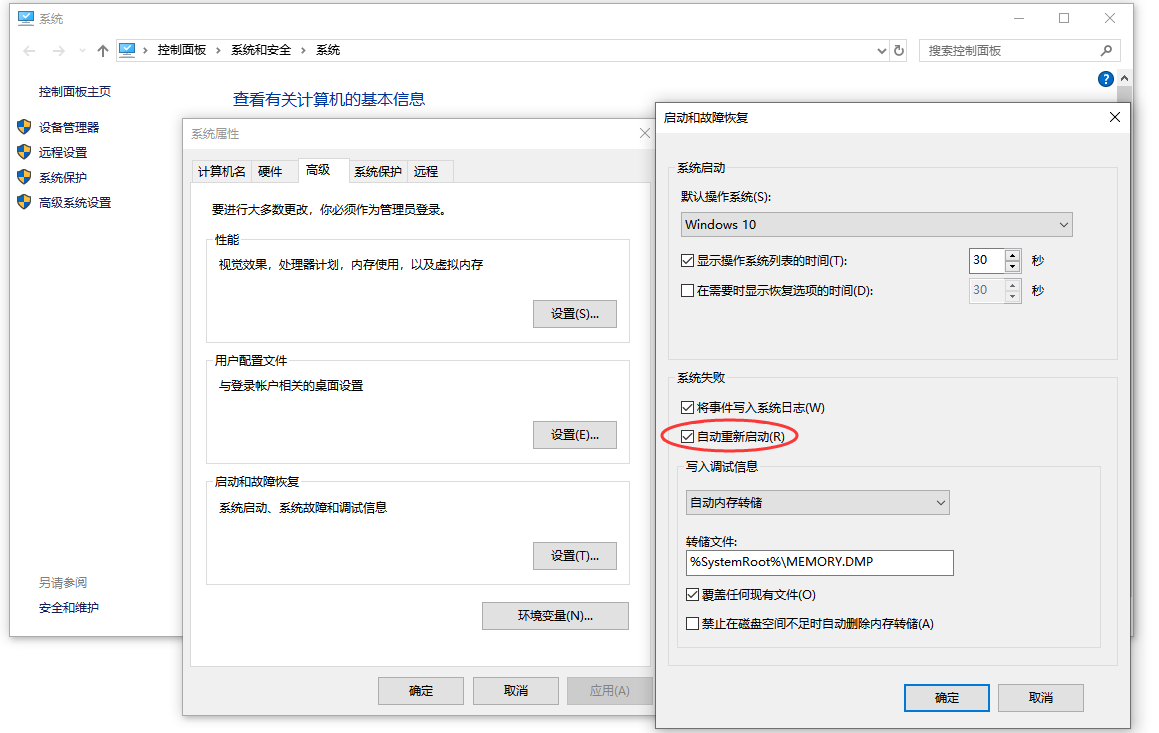 系统
控制面板 › 系统和安全 › 系统
搜索控制面板
控制面板主页
设备管理器
远程设置
系统保护
高级系统设置
另请参阅
安全和维护
查看有关计算机的基本信息
?
系统属性
计算机名 硬件 高级 系统保护 远程
要进行大多数更改，你必须作为管理员登录。
性能
视觉效果，处理器计划，内存使用，以及虚拟内存
设置(S)...
用户配置文件
与登录帐户相关的桌面设置
设置(E)...
启动和故障恢复
系统启动、系统故障和调试信息
设置(T)...
环境变量(N)...
确定 取消 应用(A)
启动和故障恢复
系统启动
默认操作系统(S):
Windows 10
显示操作系统列表的时间(T): 30 秒
在需要时显示恢复选项的时间(D): 30 秒
系统失败
将事件写入系统日志(W)
自动重新启动(R)
写入调试信息
自动内存转储
转储文件:
%SystemRoot%\MEMORY.DMP
覆盖任何现有文件(O)
禁止在磁盘空间不足时自动删除内存转储(A)
确定 取消